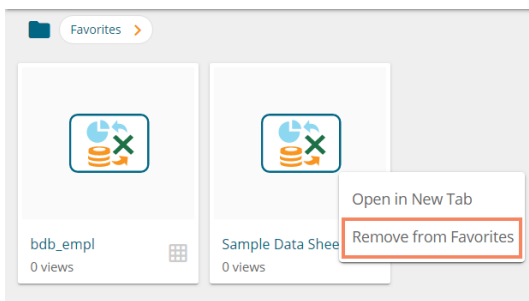 Favorites
bdb_empl
0 views
Sample Data Shee
0 views
Open in New Tab
Remove from Favorites